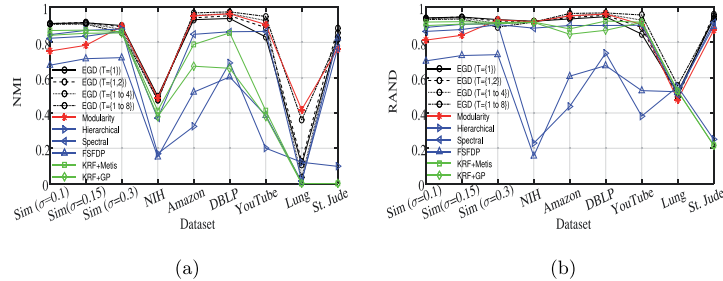 1
0.8
0.6
0.4
0.2
0
NMI
EGD (T={1})
EGD (T={1,2})
EGD (T={1 to 4})
EGD (T={1 to 8})
Modularity
Hierarchical
Spectral
FSFDP
KRF+Metis
KRF+GP
Sim (σ=0.1)
Sim(σ=0.15)
Sim (σ=0.3)
NIH
Amazon
DBLP
YouTube
Lung
St. Jude
Dataset
(a)
1
0.8
0.6
0.4
0.2
0
RAND
EGD (T={1})
EGD (T={1,2})
EGD (T={1 to 4})
EGD (T={1 to 8})
Modularity
Hierarchical
Spectral
FSFDP
KRF+Metis
KRF+GP
Sim (σ=0.1)
Sim (σ=0.15)
Sim (σ=0.3)
NIH
Amazon
DBLP
YouTube
Lung
St. Jude
Dataset
(b)